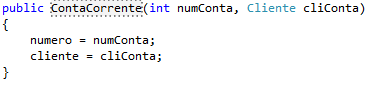 public ContaCorrente(int numConta, Cliente cliConta)
{
    numero = numConta;
    cliente = cliConta;
}